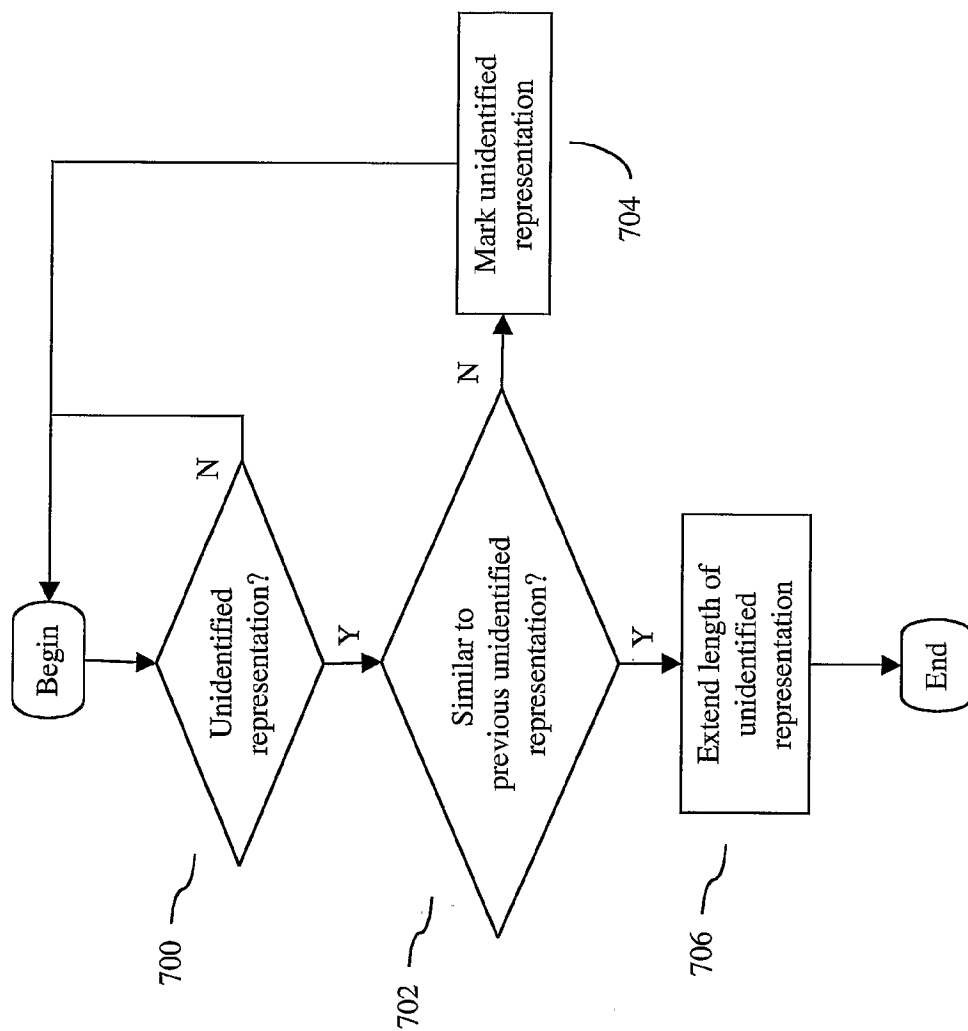 Begin
700
Unidentified
representation?
N
Y
702
Similar to
previous unidentified
representation?
N
Mark unidentified
representation
704
Y
706
Extend length of
unidentified
representation
End